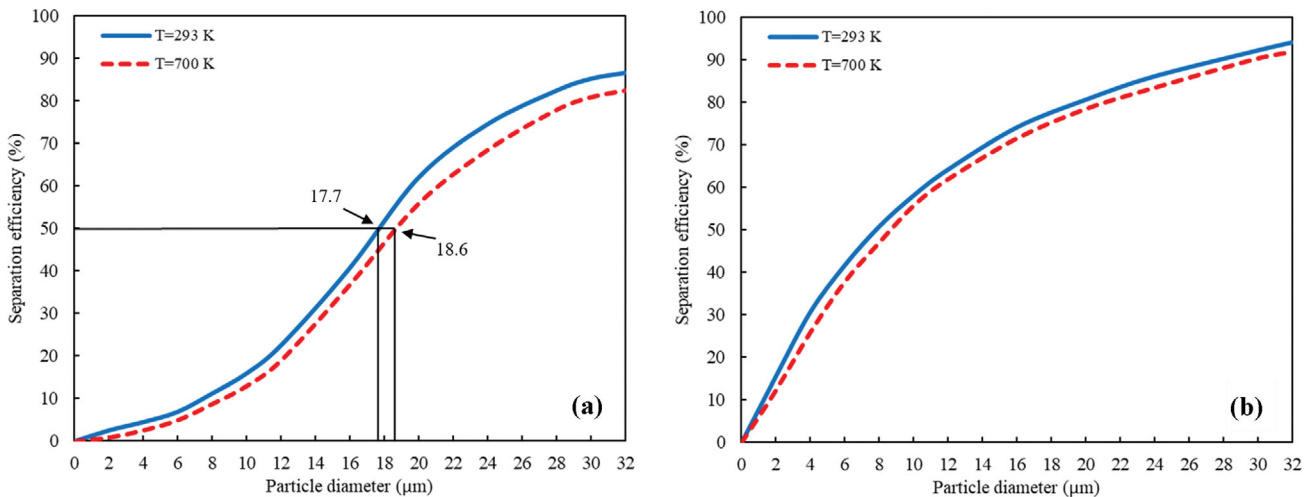 100
90
80
70
60
50
40
30
20
10
0
Separation efficiency (%)
T=293 K
T=700 K
17.7
18.6
(a)
0 2 4 6 8 10 12 14 16 18 20 22 24 26 28 30 32
Particle diameter (µm)
100
90
80
70
60
50
40
30
20
10
0
Separation efficiency (%)
T=293 K
T=700 K
(b)
0 2 4 6 8 10 12 14 16 18 20 22 24 26 28 30 32
Particle diameter (µm)